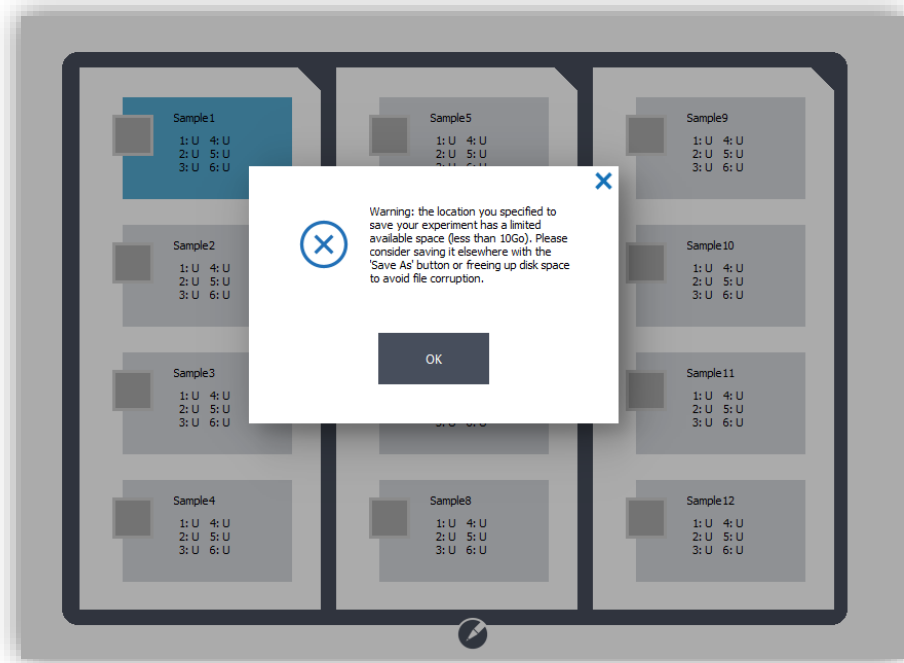 Sample1
1: U 4: U
2: U 5: U
3: U 6: U
Sample2
1: U 4: U
2: U 5: U
3: U 6: U
Sample3
1: U 4: U
2: U 5: U
3: U 6: U
Sample4
1: U 4: U
2: U 5: U
3: U 6: U
Sample5
1: U 4: U
2: U 5: U
Sample8
1: U 4: U
2: U 5: U
3: U 6: U
Sample9
1: U 4: U
2: U 5: U
3: U 6: U
Sample10
1: U 4: U
2: U 5: U
3: U 6: U
Sample11
1: U 4: U
2: U 5: U
3: U 6: U
Sample12
1: U 4: U
2: U 5: U
3: U 6: U
Warning: the location you specified to
save your experiment has a limited
available space (less than 10Go). Please
consider saving it elsewhere with the
'Save As' button or freeing up disk space
to avoid file corruption.
OK